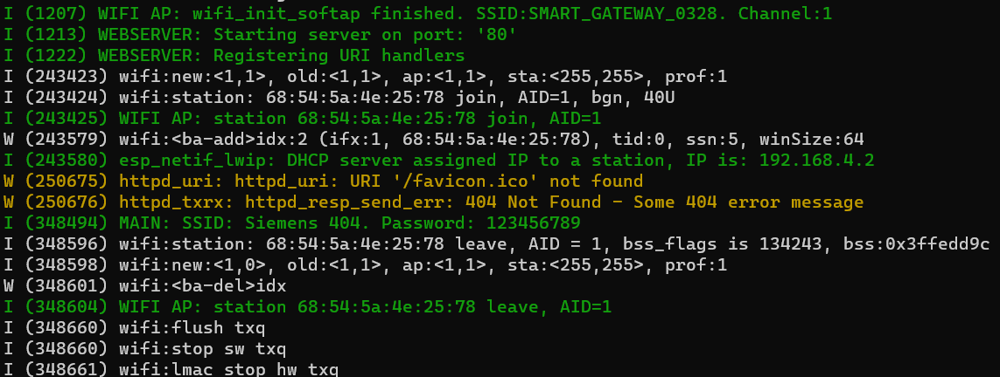 I (1207) WIFI AP: wifi_init_softap finished. SSID:SMART_GATEWAY_0328. Channel:1
I (1213) WEBSERVER: Starting server on port: '80'
I (1222) WEBSERVER: Registering URI handlers
I (243423) wifi:new:<1,1>, old:<1,1>, ap:<1,1>, sta:<255,255>, prof:1
I (243424) wifi:station: 68:54:5a:4e:25:78 join, AID=1, bgn, 40U
I (243425) WIFI AP: station 68:54:5a:4e:25:78 join, AID=1
W (243579) wifi:<ba-add>idx:2 (ifx:1, 68:54:5a:4e:25:78), tid:0, ssn:5, winSize:64
I (243580) esp_netif_lwip: DHCP server assigned IP to a station, IP is: 192.168.4.2
W (250675) httpd_uri: httpd_uri: URI '/favicon.ico' not found
W (250676) httpd_txrx: httpd_resp_send_err: 404 Not Found - Some 404 error message
I (348494) MAIN: SSID: Siemens 404. Password: 123456789
I (348596) wifi:station: 68:54:5a:4e:25:78 leave, AID = 1, bss_flags is 134243, bss:0x3ffedd9c
I (348598) wifi:new:<1,0>, old:<1,1>, ap:<1,1>, sta:<255,255>, prof:1
W (348601) wifi:<ba-del>idx
I (348604) WIFI AP: station 68:54:5a:4e:25:78 leave, AID=1
I (348660) wifi:flush txq
I (348660) wifi:stop sw txq
I (348661) wifi:lmac stop hw txq